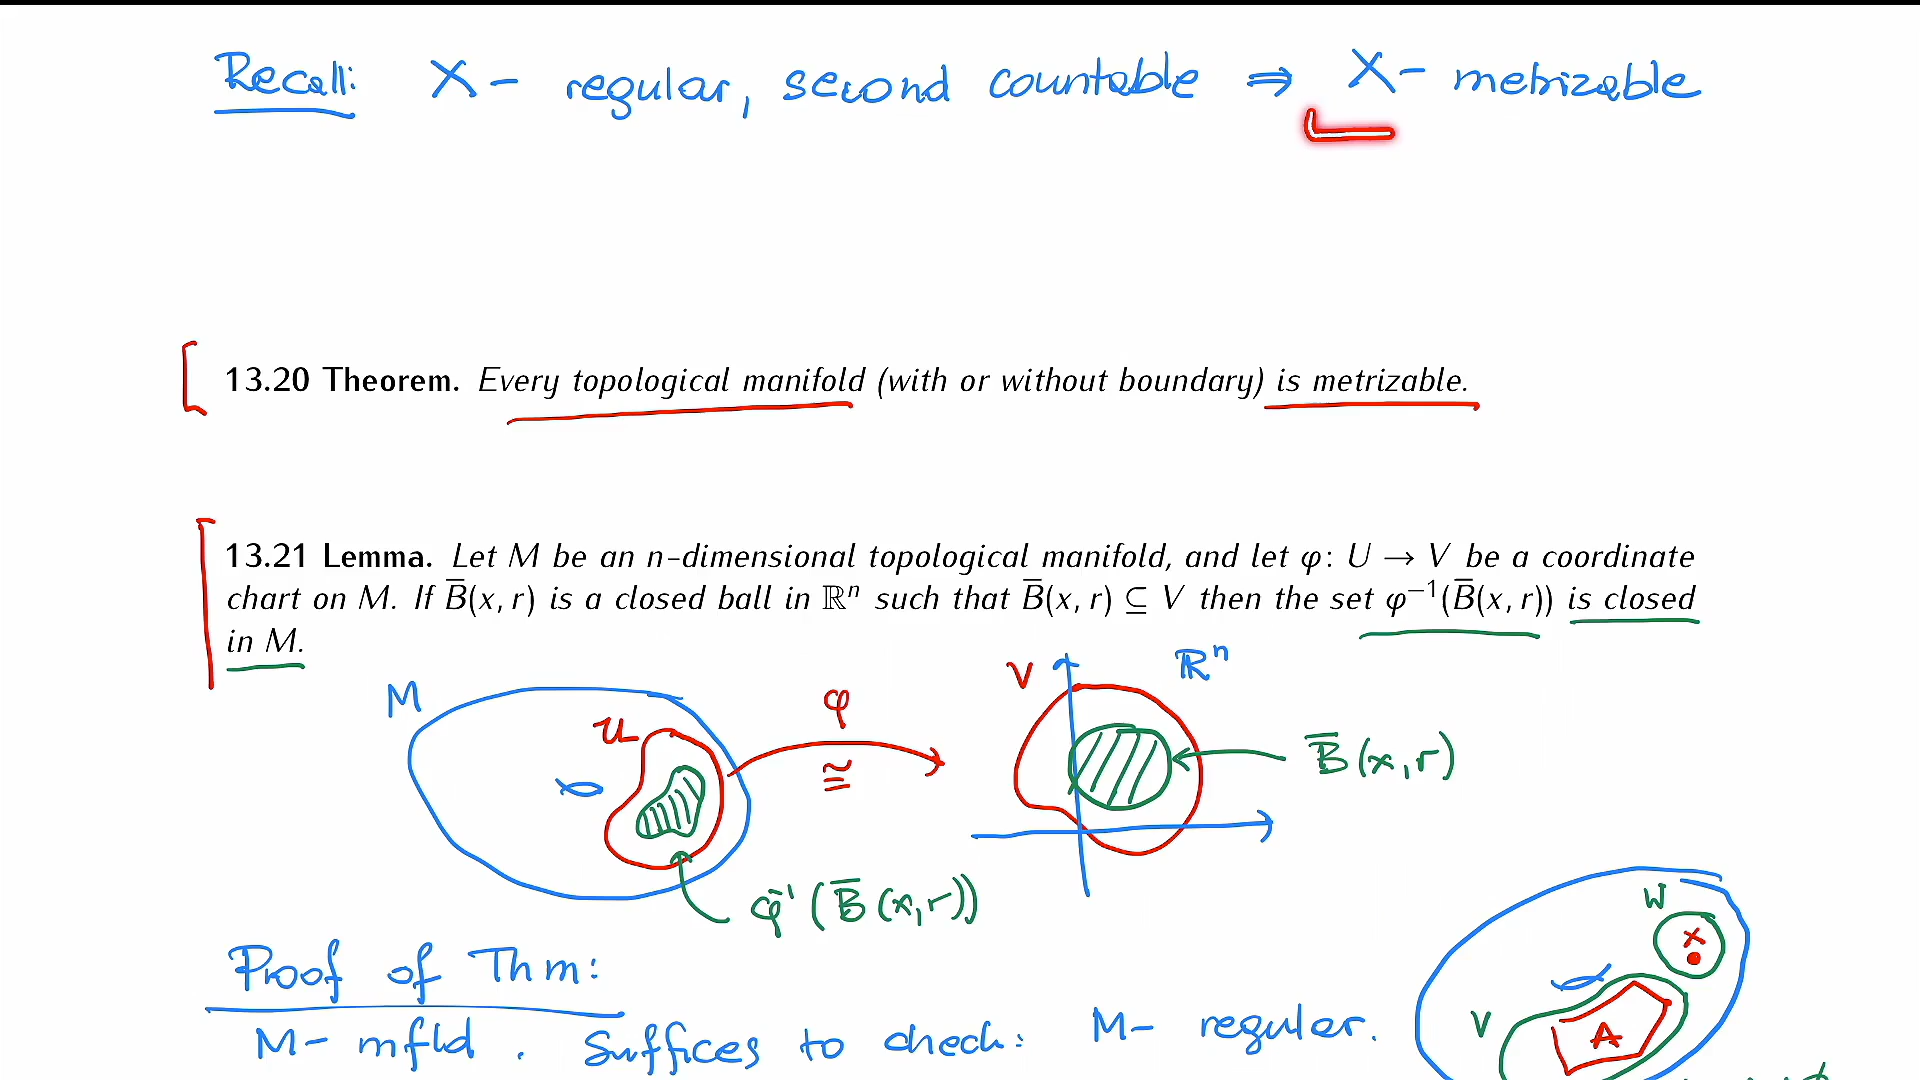 Recall: X - regular, second countable ⇒ X - metrizable
13.20 Theorem. Every topological manifold (with or without boundary) is metrizable.
13.21 Lemma. Let M be an n-dimensional topological manifold, and let φ: U → V be a coordinate
chart on M. If B̅(x, r) is a closed ball in ℝⁿ such that B̅(x, r) ⊆ V then the set φ⁻¹(B̅(x, r)) is closed
in M.
M
U
φ
≅
V
ℝⁿ
B̅(x,r)
φ⁻¹(B̅(x,r))
Proof of Thm:
M - mfld. Suffices to check: M - regular.
W
x
V
A